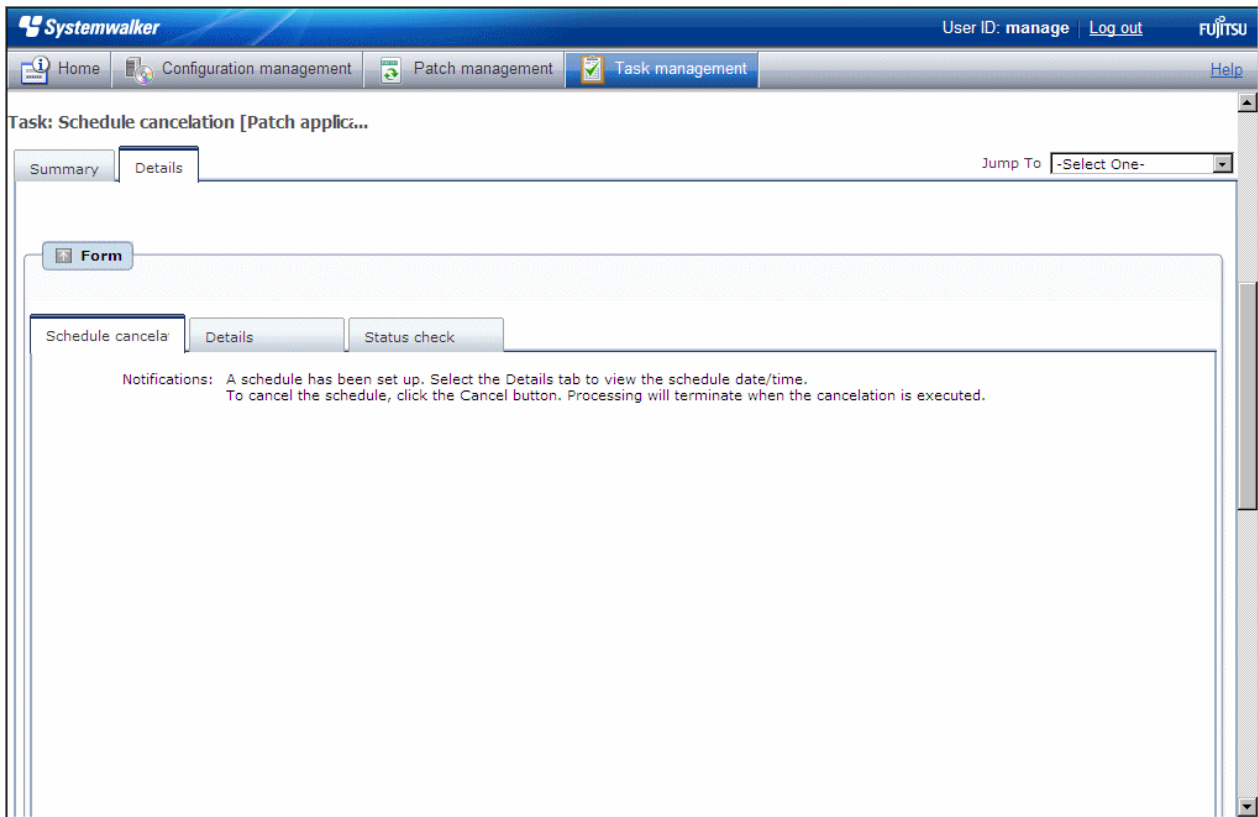 Systemwalker
User ID: manage
Log out
FUJITSU
Home
Configuration management
Patch management
Task management
Help
Task: Schedule cancelation [Patch applica...
Summary
Details
Jump To
-Select One-
Form
Schedule cancela
Details
Status check
Notifications: A schedule has been set up. Select the Details tab to view the schedule date/time.
To cancel the schedule, click the Cancel button. Processing will terminate when the cancelation is executed.